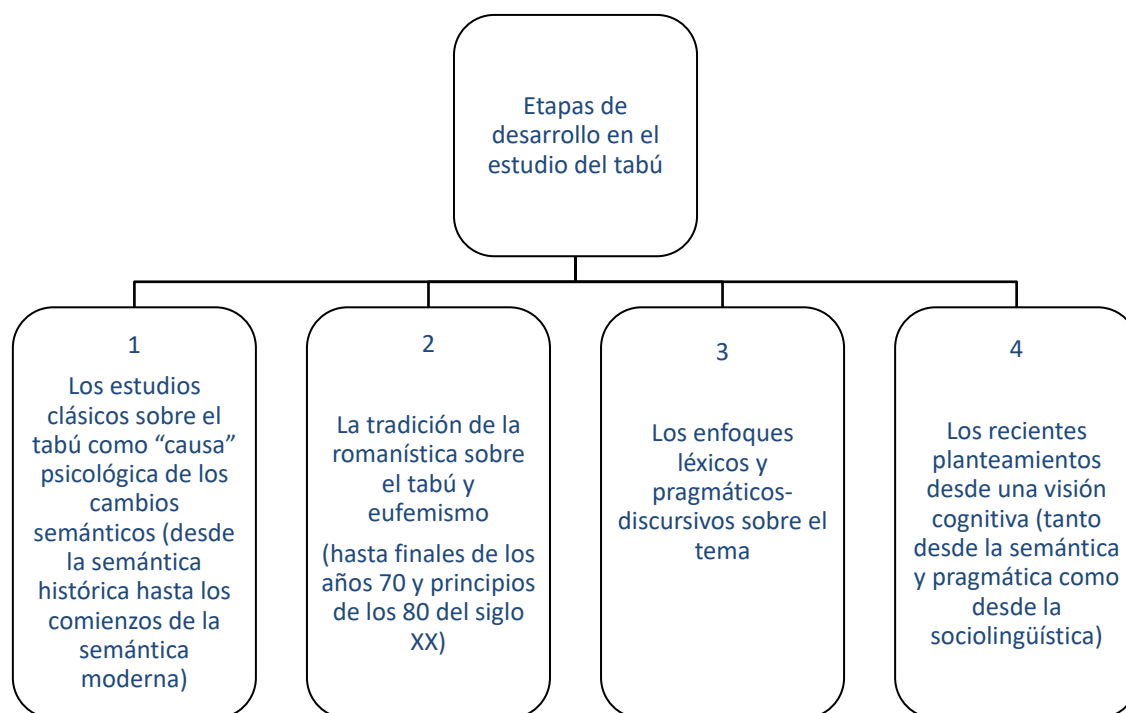 Etapas de
desarrollo en el
estudio del tabú
1
Los estudios
clásicos sobre el
tabú como “causa”
psicológica de los
cambios
semánticos (desde
la semántica
histórica hasta los
comienzos de la
semántica
moderna)
2
La tradición de la
romanística sobre
el tabú y
eufemismo
(hasta finales de los
años 70 y principios
de los 80 del siglo
XX)
3
Los enfoques
léxicos y
pragmáticos-
discursivos sobre el
tema
4
Los recientes
planteamientos
desde una visión
cognitiva (tanto
desde la semántica
y pragmática como
desde la
sociolingüística)